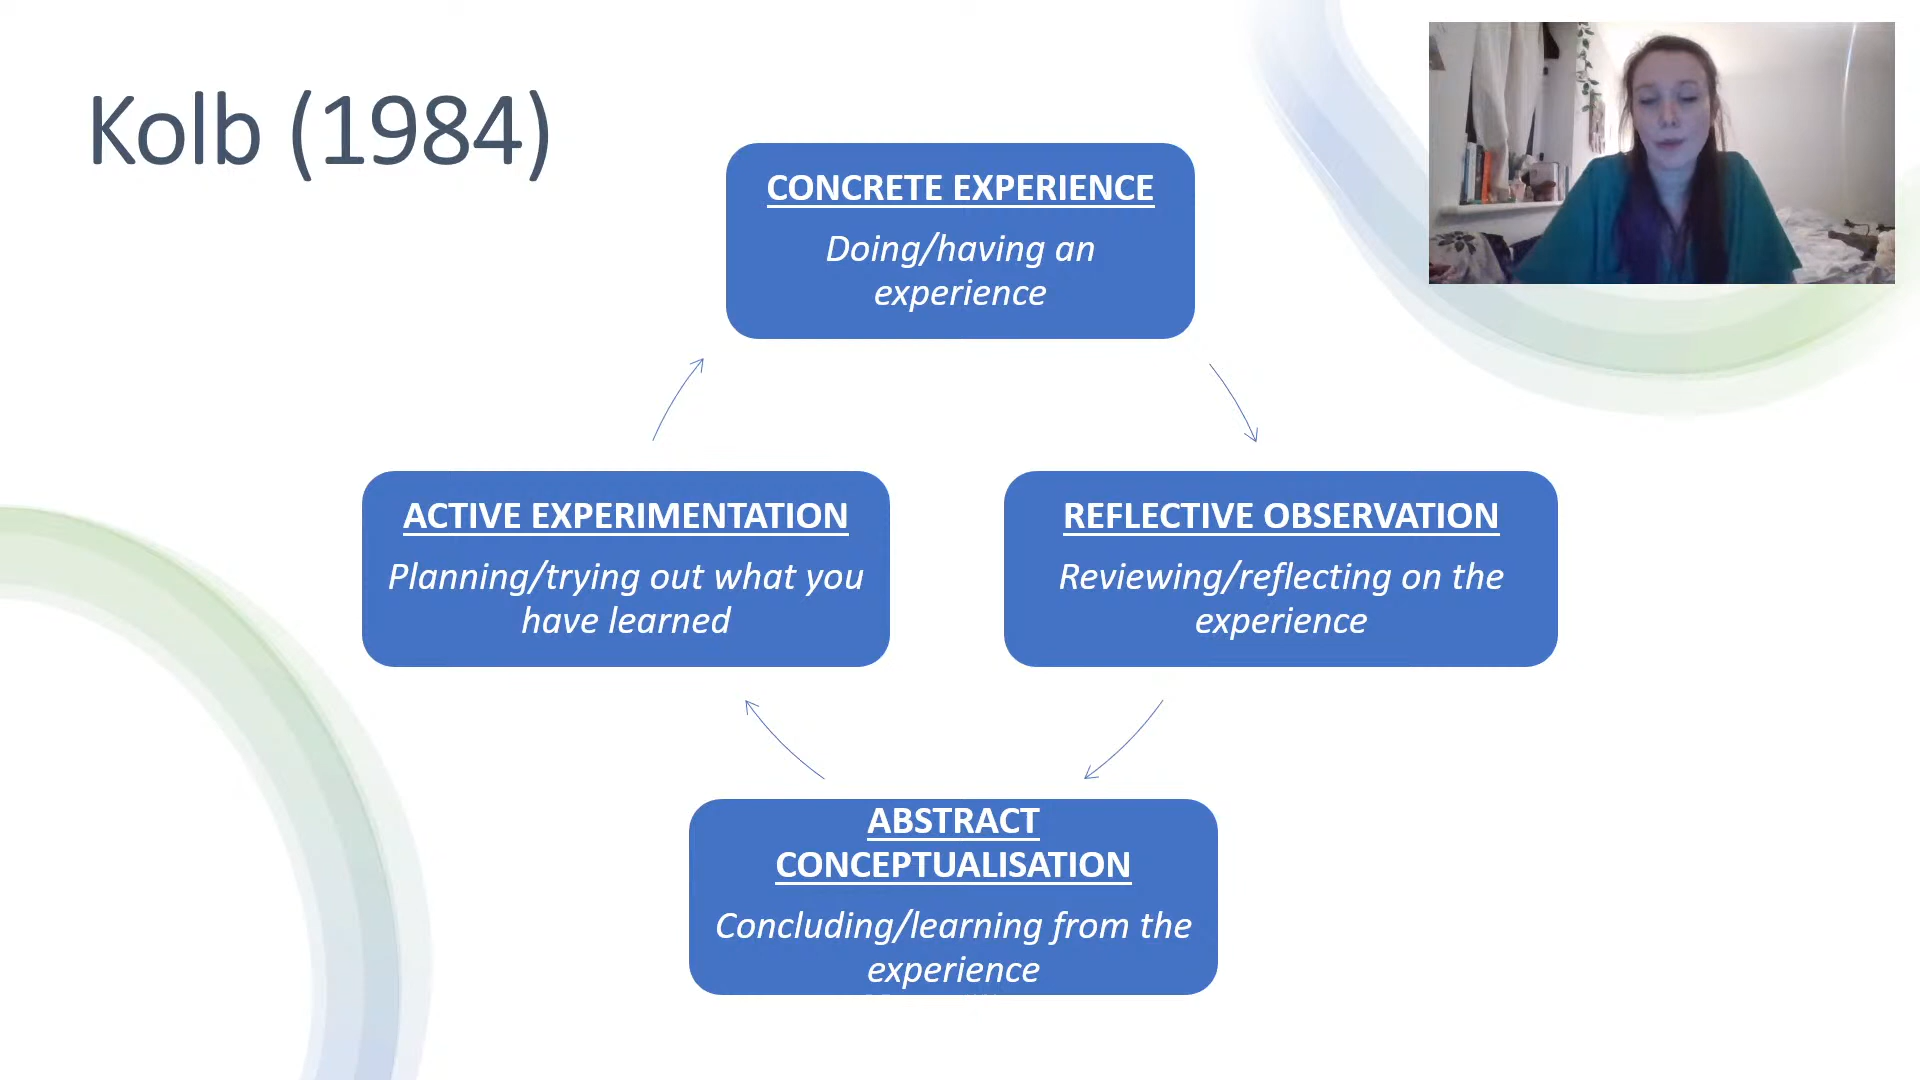 Kolb (1984)
CONCRETE EXPERIENCE
Doing/having an
experience
ACTIVE EXPERIMENTATION
Planning/trying out what you
have learned
REFLECTIVE OBSERVATION
Reviewing/reflecting on the
experience
ABSTRACT
CONCEPTUALISATION
Concluding/learning from the
experience